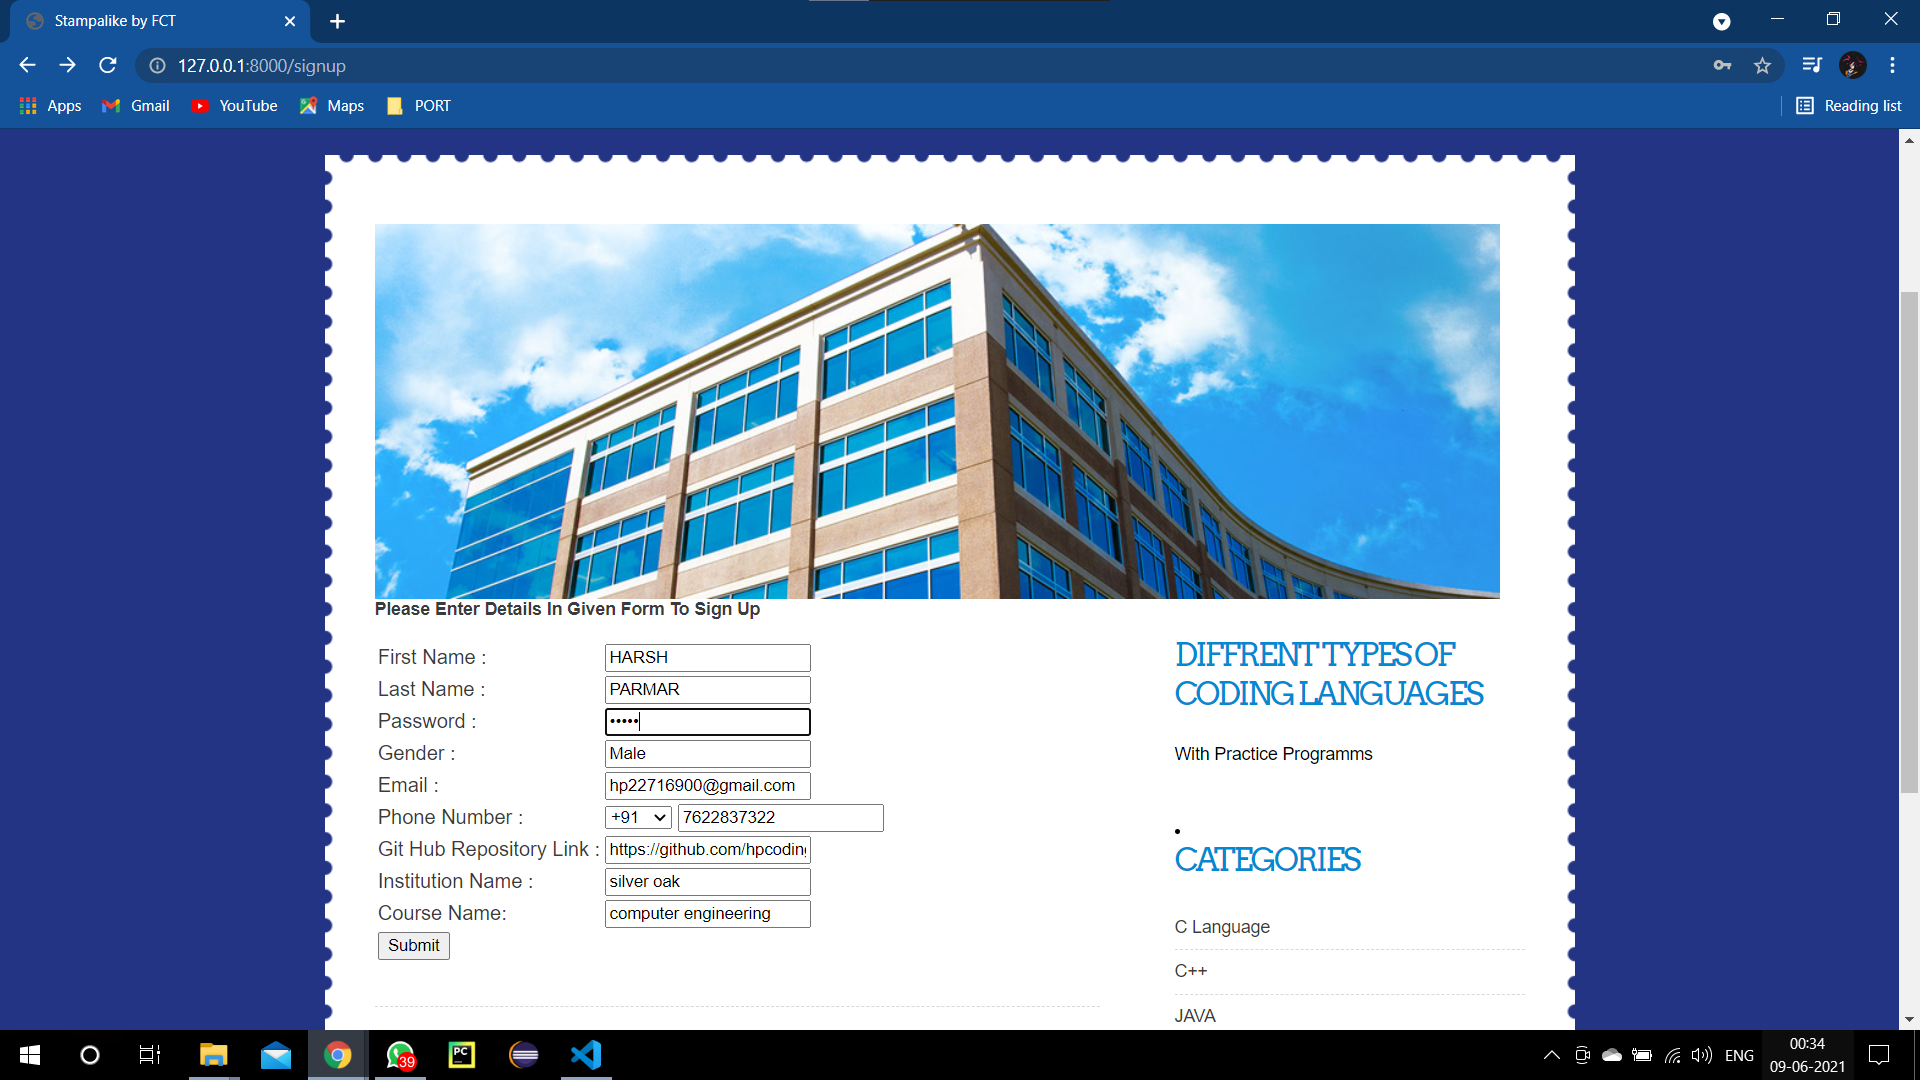 Stampalike by FCT
127.0.0.1:8000/signup
Apps Gmail YouTube Maps PORT Reading list
Please Enter Details In Given Form To Sign Up
First Name : HARSH
Last Name : PARMAR
Password : •••••
Gender : Male
Email : hp22716900@gmail.com
Phone Number : +91 7622837322
Git Hub Repository Link : https://github.com/hpcoding
Institution Name : silver oak
Course Name: computer engineering
Submit
DIFFRENT TYPES OF
CODING LANGUAGES
With Practice Programms
CATEGORIES
C Language
C++
JAVA
39
PC
ENG
00:34
09-06-2021